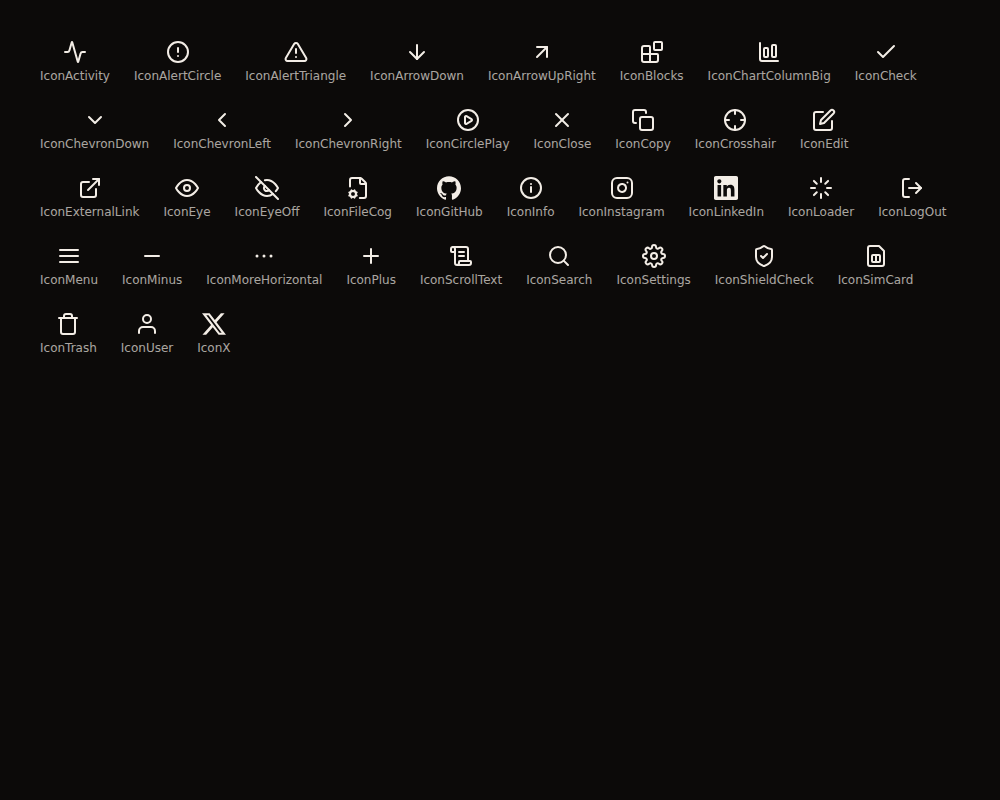 IconActivity IconAlertCircle IconAlertTriangle IconArrowDown IconArrowUpRight IconBlocks IconChartColumnBig IconCheck
IconChevronDown IconChevronLeft IconChevronRight IconCirclePlay IconClose IconCopy IconCrosshair IconEdit
IconExternalLink IconEye IconEyeOff IconFileCog IconGitHub IconInfo IconInstagram IconLinkedIn IconLoader IconLogOut
IconMenu IconMinus IconMoreHorizontal IconPlus IconScrollText IconSearch IconSettings IconShieldCheck IconSimCard
IconTrash IconUser IconX